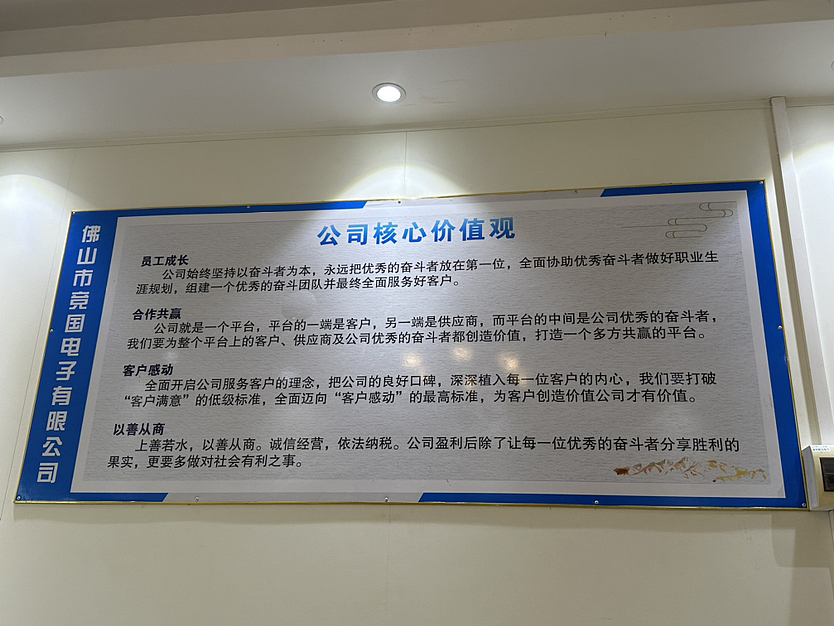 公司核心价值观
佛山市竞国电子有限公司
员工成长
公司始终坚持以奋斗者为本，永远把优秀的奋斗者放在第一位，全面协助优秀奋斗者做好职业生
涯规划，组建一个优秀的奋斗团队并最终全面服务好客户。
合作共赢
公司就是一个平台，平台的一端是客户，另一端是供应商，而平台的中间是公司优秀的奋斗者，
我们要为整个平台上的客户、供应商及公司优秀的奋斗者都创造价值，打造一个多方共赢的平台。
客户感动
全面开启公司服务客户的理念，把公司的良好口碑，深深植入每一位客户的内心，我们要打破
“客户满意”的低级标准，全面迈向“客户感动”的最高标准，为客户创造价值公司才有价值。
以善从商
上善若水，以善从商。诚信经营，依法纳税。公司盈利后除了让每一位优秀的奋斗者分享胜利的
果实，更要多做对社会有利之事。